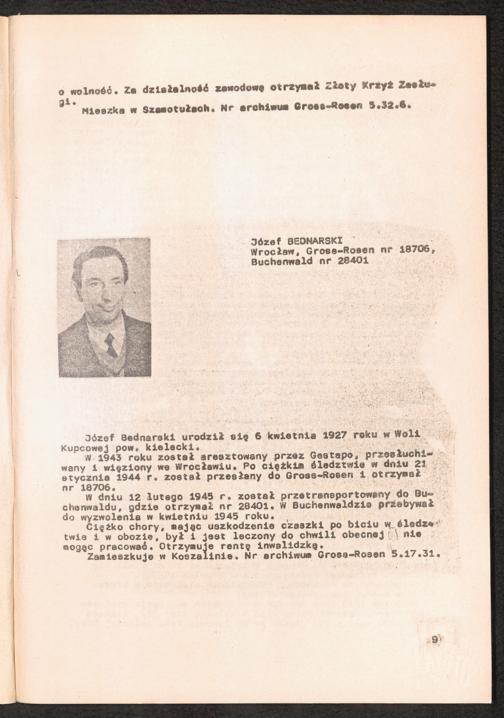 o wolność. Za działalność zawodową otrzymał Złoty Krzyż Zasłu-
gi.
Mieszka w Szamotułach. Nr archiwum Gross-Rosen 5.32.6.
Józef BEDNARSKI
Wrocław, Gross-Rosen nr 18706,
Buchenwald nr 28401
Józef Bednarski urodził się 6 kwietnia 1927 roku w Woli
Kupcowej pow. kielecki.
W 1943 roku został aresztowany przez Gestapo, przesłuchi-
wany i więziony we Wrocławiu. Po ciężkim śledztwie w dniu 21
stycznia 1944 r. został przesłany do Gross-Rosen i otrzymał
nr 18706.
W dniu 12 lutego 1945 r. został przetransportowany do Bu-
chenwaldu, gdzie otrzymał nr 28401. W Buchenwaldzie przebywał
do wyzwolenia w kwietniu 1945 roku.
Ciężko chory, mając uszkodzenie czaszki po biciu w śledz-
twie i w obozie, był i jest leczony do chwili obecnej nie
mogąc pracować. Otrzymuje rentę inwalidzką.
Zamieszkuje w Koszalinie. Nr archiwum Gross-Rosen 5.17.31.
9